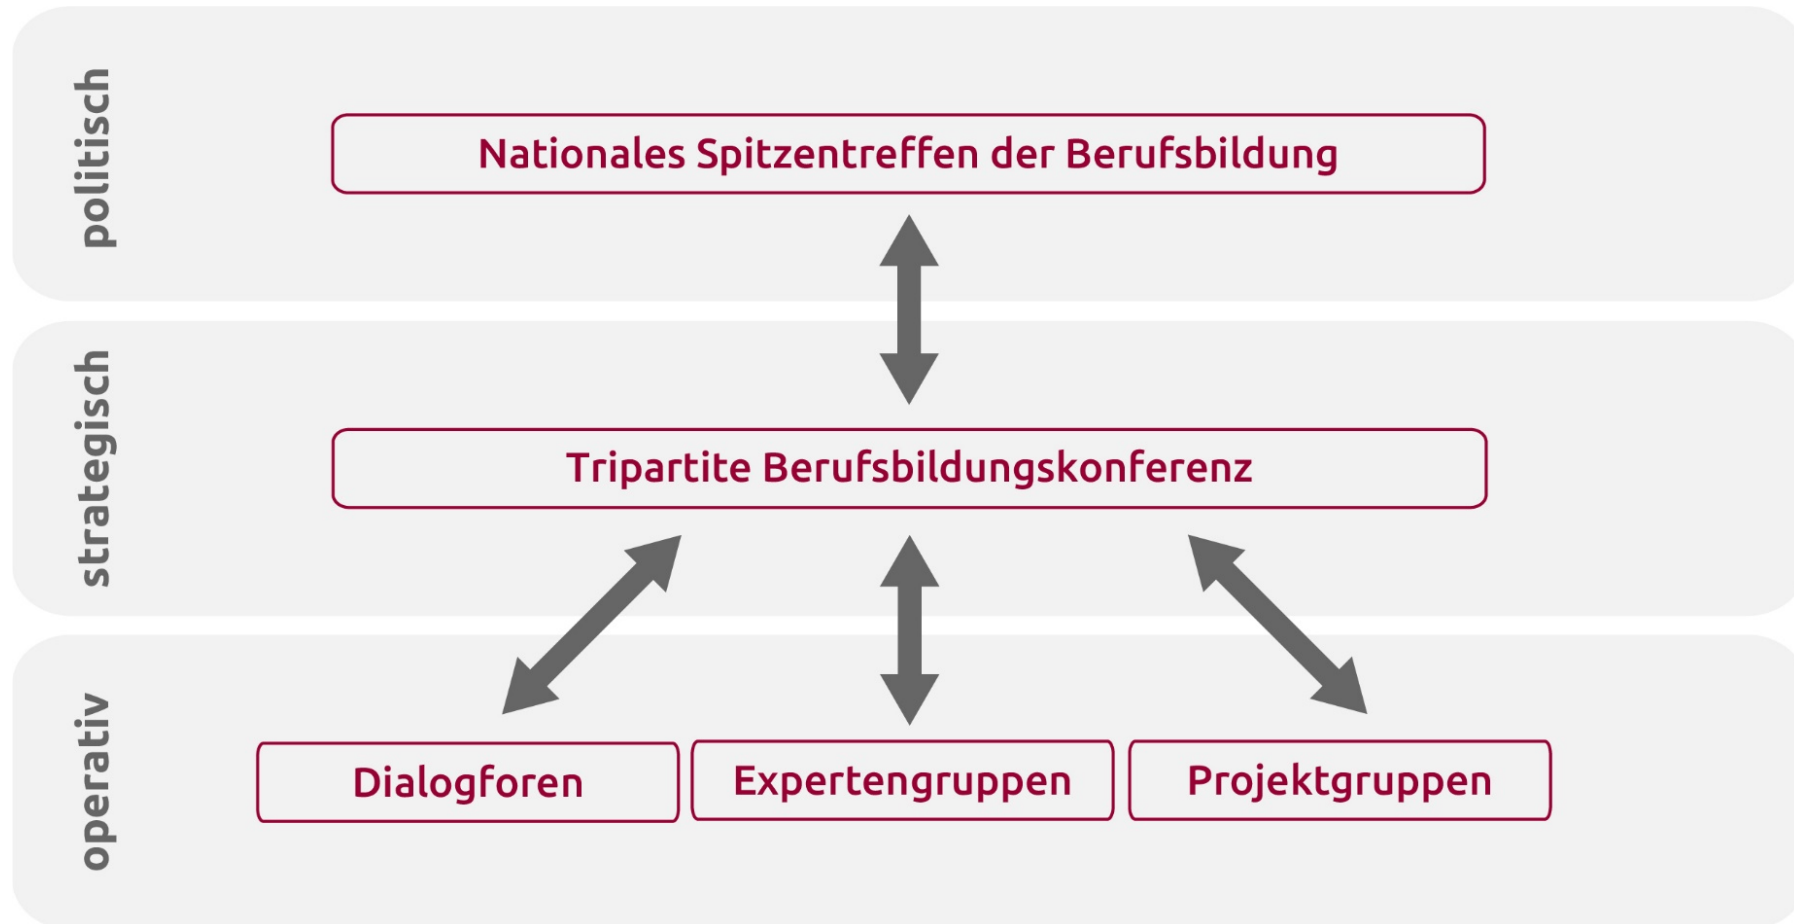 politisch
Nationales Spitzentreffen der Berufsbildung
strategisch
Tripartite Berufsbildungskonferenz
operativ
Dialogforen
Expertengruppen
Projektgruppen